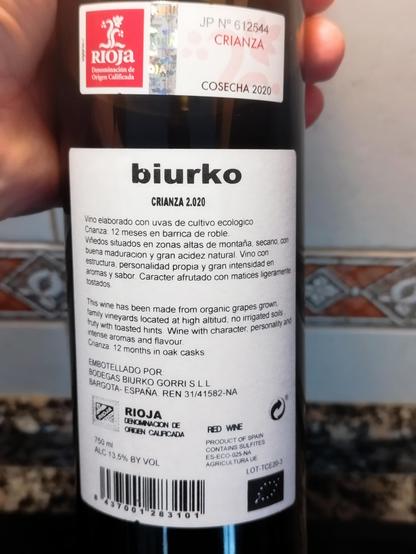 JP Nº 612544
CRIANZA
RIOJA
Denominación de
Origen Calificada
COSECHA 2020
biurko
CRIANZA 2.020
Vino elaborado con uvas de cultivo ecologico
Crianza: 12 meses en barrica de roble.
Viñedos situados en zonas altas de montaña, secano, con
buena maduracion y gran acidez natural. Vino con
estructura, personalidad propia y gran intensidad en
aromas y sabor. Caracter afrutado con matices ligeramente
tostados.
This wine has been made from organic grapes grown,
family vineyards located at high altitud, no irrigated soils
fruty with toasted hints. Wine with character, personality and
intense aromas and flavour.
Crianza: 12 months in oak casks
EMBOTELLADO POR:
BODEGAS BIURKO GORRI S L L
BARGOTA- ESPAÑA REN 31/41582-NA
RIOJA
DENOMINACION DE
ORIGEN CALIFICADA
RED WINE
750 ml
ALC 13,5% BY VOL
PRODUCT OF SPAIN
CONTAINS SULFITES
ES-ECO-025-NA
AGRICULTURA UE
LOT-TCE20-3
8 437001 283101